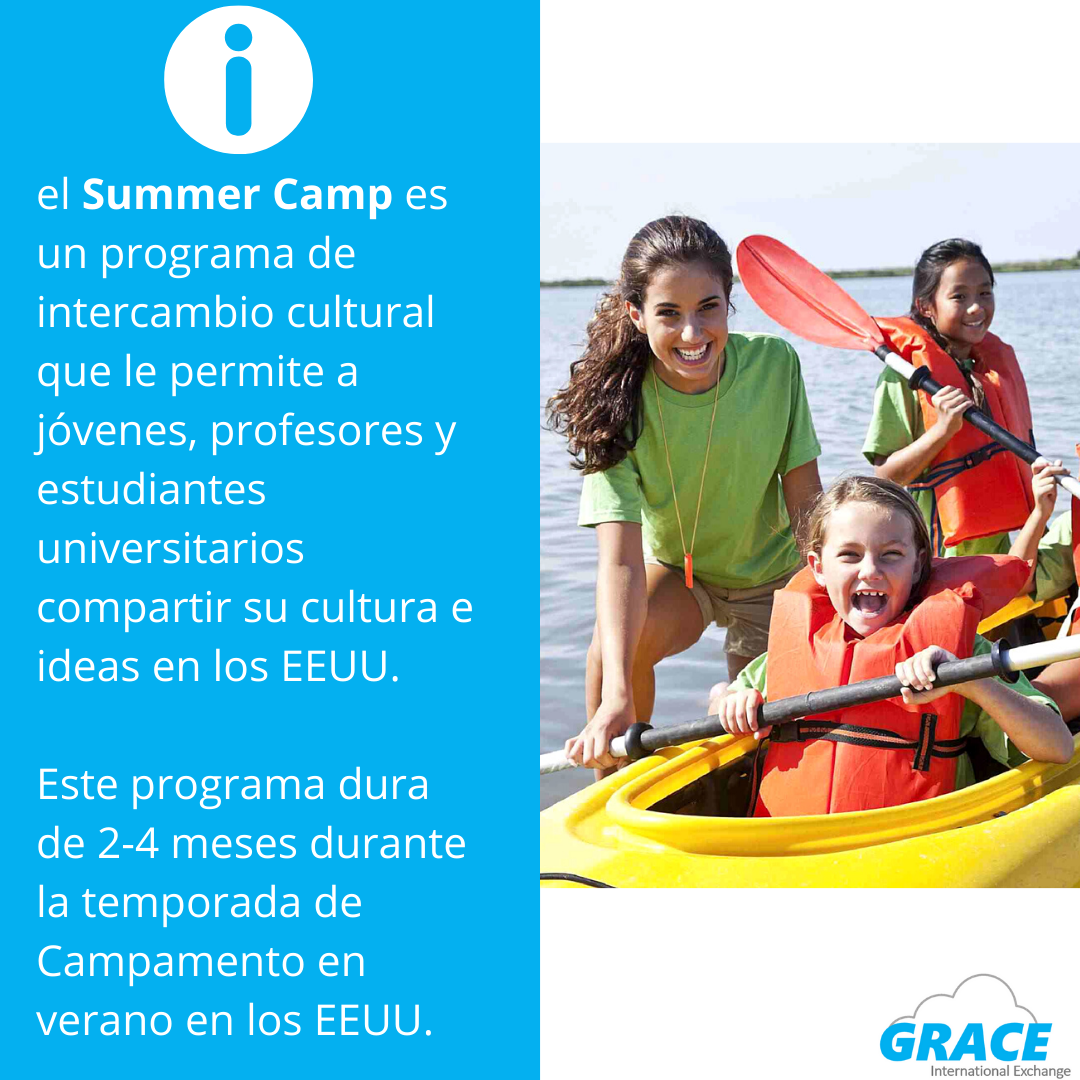 el Summer Camp es
un programa de
intercambio cultural
que le permite a
jóvenes, profesores y
estudiantes
universitarios
compartir su cultura e
ideas en los EEUU.
Este programa dura
de 2-4 meses durante
la temporada de
Campamento en
verano en los EEUU.
GRACE
International Exchange